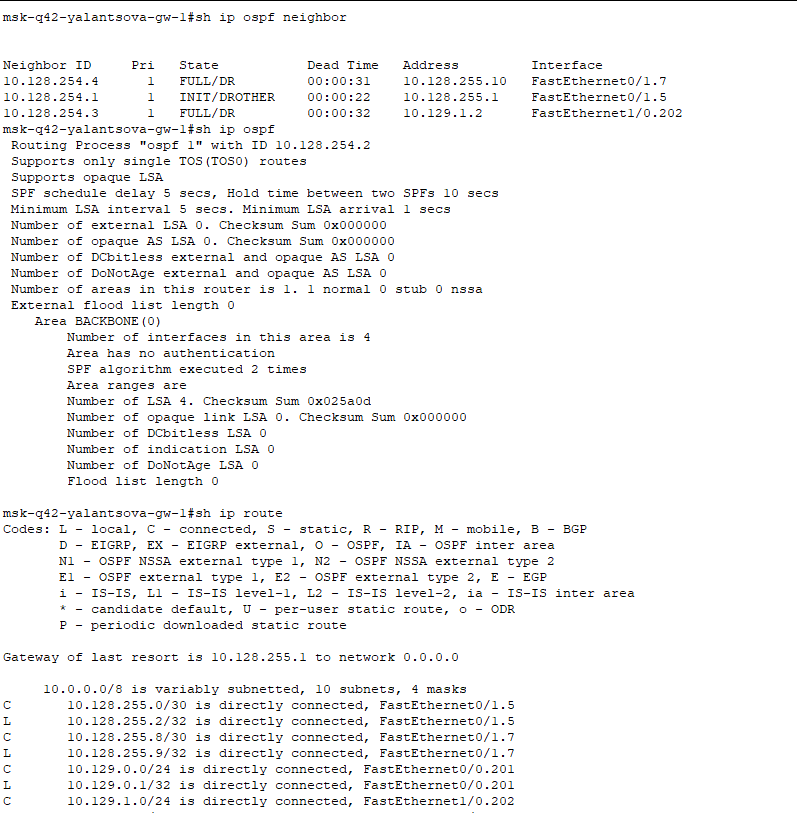 msk-q42-yalantsova-gw-1#sh ip ospf neighbor
Neighbor ID     Pri   State           Dead Time   Address         Interface
10.128.254.4      1   FULL/DR         00:00:31    10.128.255.10   FastEthernet0/1.7
10.128.254.1      1   INIT/DROTHER    00:00:22    10.128.255.1    FastEthernet0/1.5
10.128.254.3      1   FULL/DR         00:00:32    10.129.1.2      FastEthernet1/0.202
msk-q42-yalantsova-gw-1#sh ip ospf
 Routing Process "ospf 1" with ID 10.128.254.2
 Supports only single TOS(TOS0) routes
 Supports opaque LSA
 SPF schedule delay 5 secs, Hold time between two SPFs 10 secs
 Minimum LSA interval 5 secs. Minimum LSA arrival 1 secs
 Number of external LSA 0. Checksum Sum 0x000000
 Number of opaque AS LSA 0. Checksum Sum 0x000000
 Number of DCbitless external and opaque AS LSA 0
 Number of DoNotAge external and opaque AS LSA 0
 Number of areas in this router is 1. 1 normal 0 stub 0 nssa
 External flood list length 0
    Area BACKBONE(0)
        Number of interfaces in this area is 4
        Area has no authentication
        SPF algorithm executed 2 times
        Area ranges are
        Number of LSA 4. Checksum Sum 0x025a0d
        Number of opaque link LSA 0. Checksum Sum 0x000000
        Number of DCbitless LSA 0
        Number of indication LSA 0
        Number of DoNotAge LSA 0
        Flood list length 0
msk-q42-yalantsova-gw-1#sh ip route
Codes: L - local, C - connected, S - static, R - RIP, M - mobile, B - BGP
       D - EIGRP, EX - EIGRP external, O - OSPF, IA - OSPF inter area
       N1 - OSPF NSSA external type 1, N2 - OSPF NSSA external type 2
       E1 - OSPF external type 1, E2 - OSPF external type 2, E - EGP
       i - IS-IS, L1 - IS-IS level-1, L2 - IS-IS level-2, ia - IS-IS inter area
       * - candidate default, U - per-user static route, o - ODR
       P - periodic downloaded static route
Gateway of last resort is 10.128.255.1 to network 0.0.0.0
     10.0.0.0/8 is variably subnetted, 10 subnets, 4 masks
C       10.128.255.0/30 is directly connected, FastEthernet0/1.5
L       10.128.255.2/32 is directly connected, FastEthernet0/1.5
C       10.128.255.8/30 is directly connected, FastEthernet0/1.7
L       10.128.255.9/32 is directly connected, FastEthernet0/1.7
C       10.129.0.0/24 is directly connected, FastEthernet0/0.201
L       10.129.0.1/32 is directly connected, FastEthernet0/0.201
C       10.129.1.0/24 is directly connected, FastEthernet1/0.202